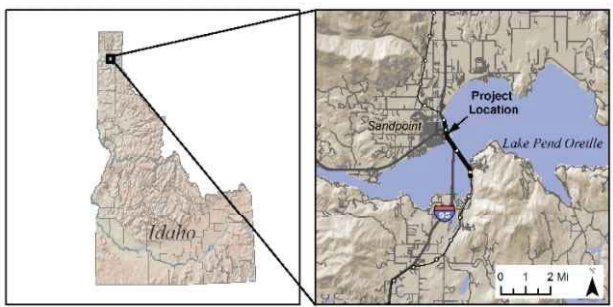 Idaho
Project
Location
Sandpoint
Lake Pend Oreille
95
0 1 2 Mi
N